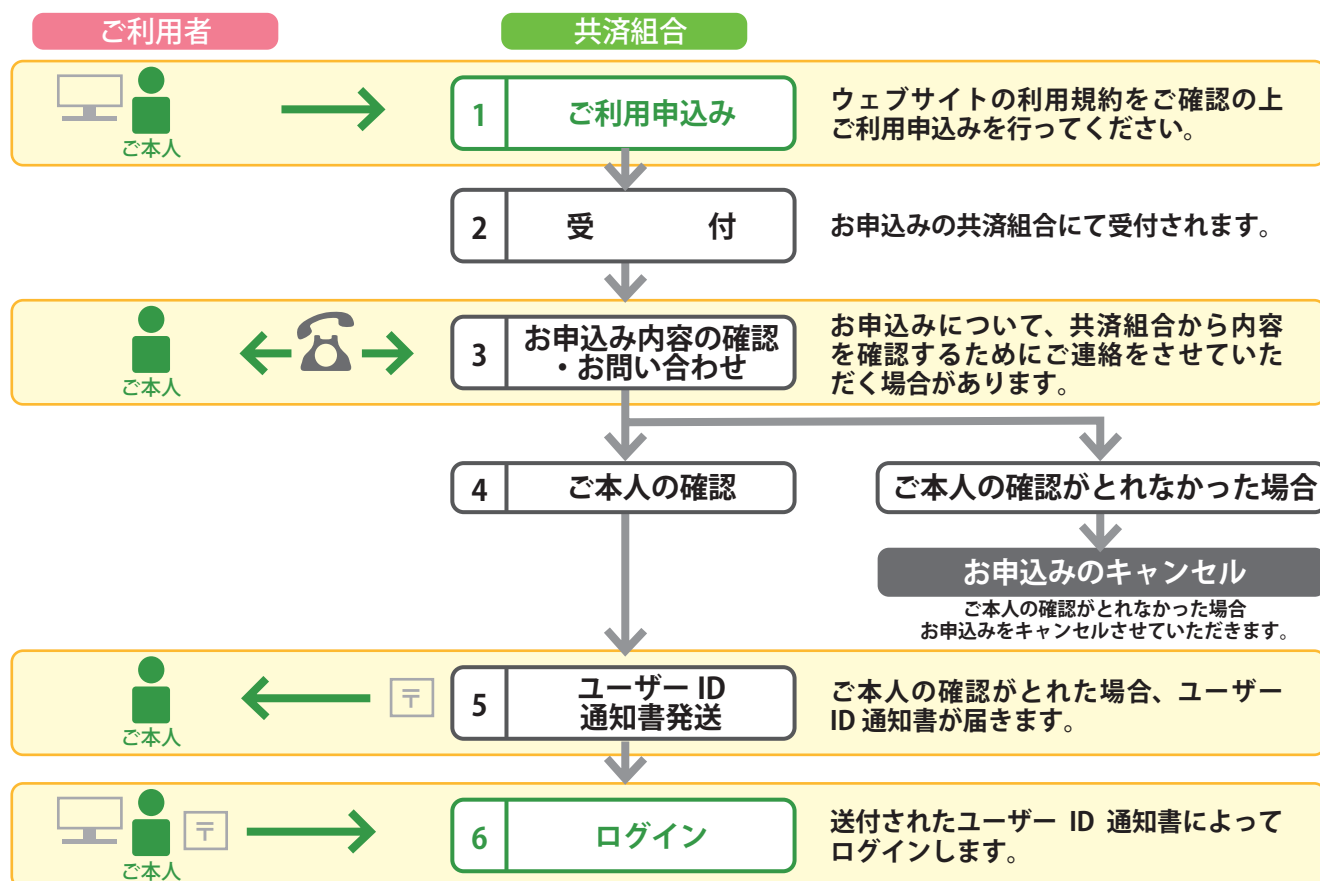 ご利用者
共済組合
ご本人
1
ご利用申込み
ウェブサイトの利用規約をご確認の上
ご利用申込みを行ってください。
2
受 付
お申込みの共済組合にて受付されます。
ご本人
3
お申込み内容の確認
・お問い合わせ
お申込みについて、共済組合から内容
を確認するためにご連絡をさせていた
だく場合があります。
4
ご本人の確認
ご本人の確認がとれなかった場合
お申込みのキャンセル
ご本人の確認がとれなかった場合
お申込みをキャンセルさせていただきます。
ご本人
〒
5
ユーザー ID
通知書発送
ご本人の確認がとれた場合、ユーザー
ID 通知書が届きます。
ご本人
〒
6
ログイン
送付されたユーザー ID 通知書によって
ログインします。